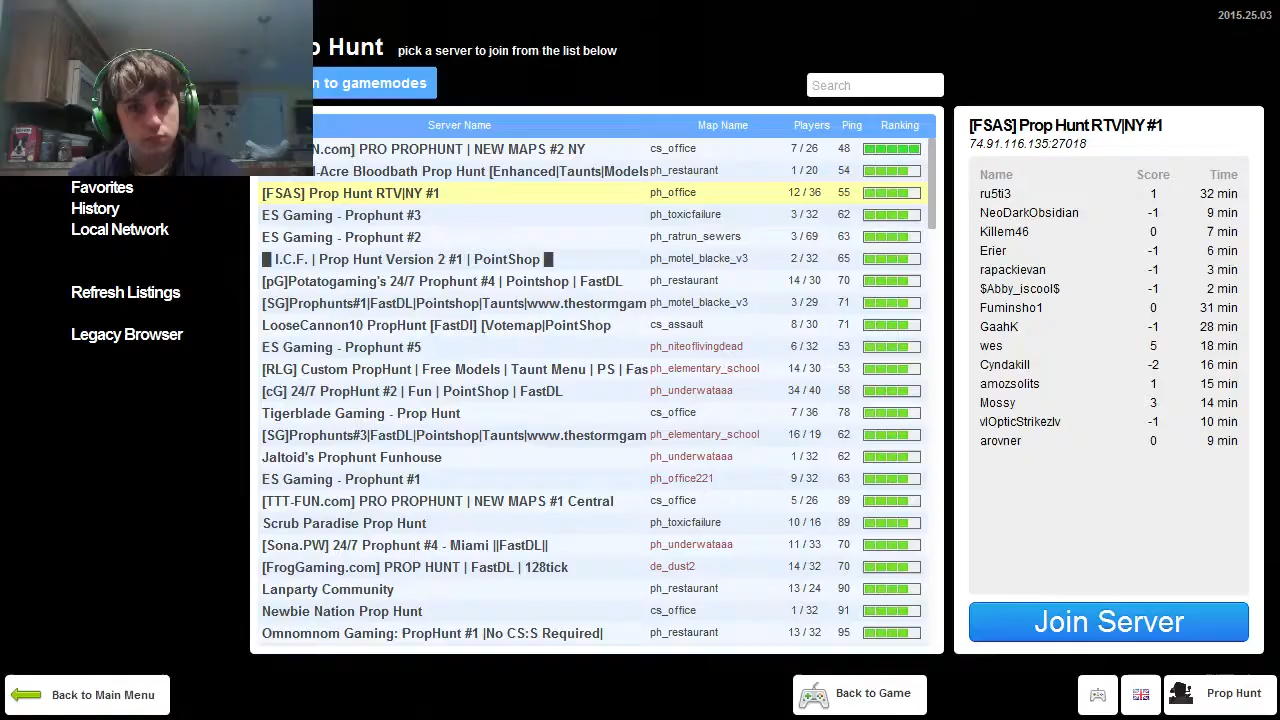 2015.25.03
p Hunt pick a server to join from the list below
n to gamemodes
Search
Server Name Map Name Players Ping Ranking
N.com] PRO PROPHUNT | NEW MAPS #2 NY cs_office 7 / 26 48
-Acre Bloodbath Prop Hunt [Enhanced|Taunts|Models ph_restaurant 1 / 20 54
[FSAS] Prop Hunt RTV|NY #1 ph_office 12 / 36 55
ES Gaming - Prophunt #3 ph_toxicfailure 3 / 32 62
ES Gaming - Prophunt #2 ph_ratrun_sewers 3 / 69 63
█ I.C.F. | Prop Hunt Version 2 #1 | PointShop █ ph_motel_blacke_v3 2 / 32 65
[pG]Potatogaming's 24/7 Prophunt #4 | Pointshop | FastDL ph_restaurant 14 / 30 70
[SG]Prophunts#1|FastDL|Pointshop|Taunts|www.thestormgam ph_motel_blacke_v3 3 / 29 71
LooseCannon10 PropHunt [FastDl] [Votemap|PointShop cs_assault 8 / 30 71
ES Gaming - Prophunt #5 ph_niteoflivingdead 6 / 32 53
[RLG] Custom PropHunt | Free Models | Taunt Menu | PS | Fas ph_elementary_school 14 / 30 53
[cG] 24/7 PropHunt #2 | Fun | PointShop | FastDL ph_underwataaa 34 / 40 58
Tigerblade Gaming - Prop Hunt cs_office 7 / 36 78
[SG]Prophunts#3|FastDL|Pointshop|Taunts|www.thestormgam ph_elementary_school 16 / 19 62
Jaltoid's Prophunt Funhouse ph_underwataaa 1 / 32 62
ES Gaming - Prophunt #1 ph_office221 9 / 32 63
[TTT-FUN.com] PRO PROPHUNT | NEW MAPS #1 Central cs_office 5 / 26 89
Scrub Paradise Prop Hunt ph_toxicfailure 10 / 16 89
[Sona.PW] 24/7 Prophunt #4 - Miami ||FastDL|| ph_underwataaa 11 / 33 70
[FrogGaming.com] PROP HUNT | FastDL | 128tick de_dust2 14 / 32 70
Lanparty Community ph_restaurant 13 / 24 90
Newbie Nation Prop Hunt cs_office 1 / 32 91
Omnomnom Gaming: PropHunt #1 |No CS:S Required| ph_restaurant 13 / 32 95
Favorites
History
Local Network
Refresh Listings
Legacy Browser
[FSAS] Prop Hunt RTV|NY #1
74.91.116.135:27018
Name Score Time
ru5ti3 1 32 min
NeoDarkObsidian -1 9 min
Killem46 0 7 min
Erier -1 6 min
rapackievan -1 3 min
$Abby_iscool$ -1 2 min
Fuminsho1 0 31 min
GaahK -1 28 min
wes 5 18 min
Cyndakill -2 16 min
amozsolits 1 15 min
Mossy 3 14 min
vlOpticStrikezlv -1 10 min
arovner 0 9 min
Join Server
Back to Main Menu
Back to Game
Prop Hunt